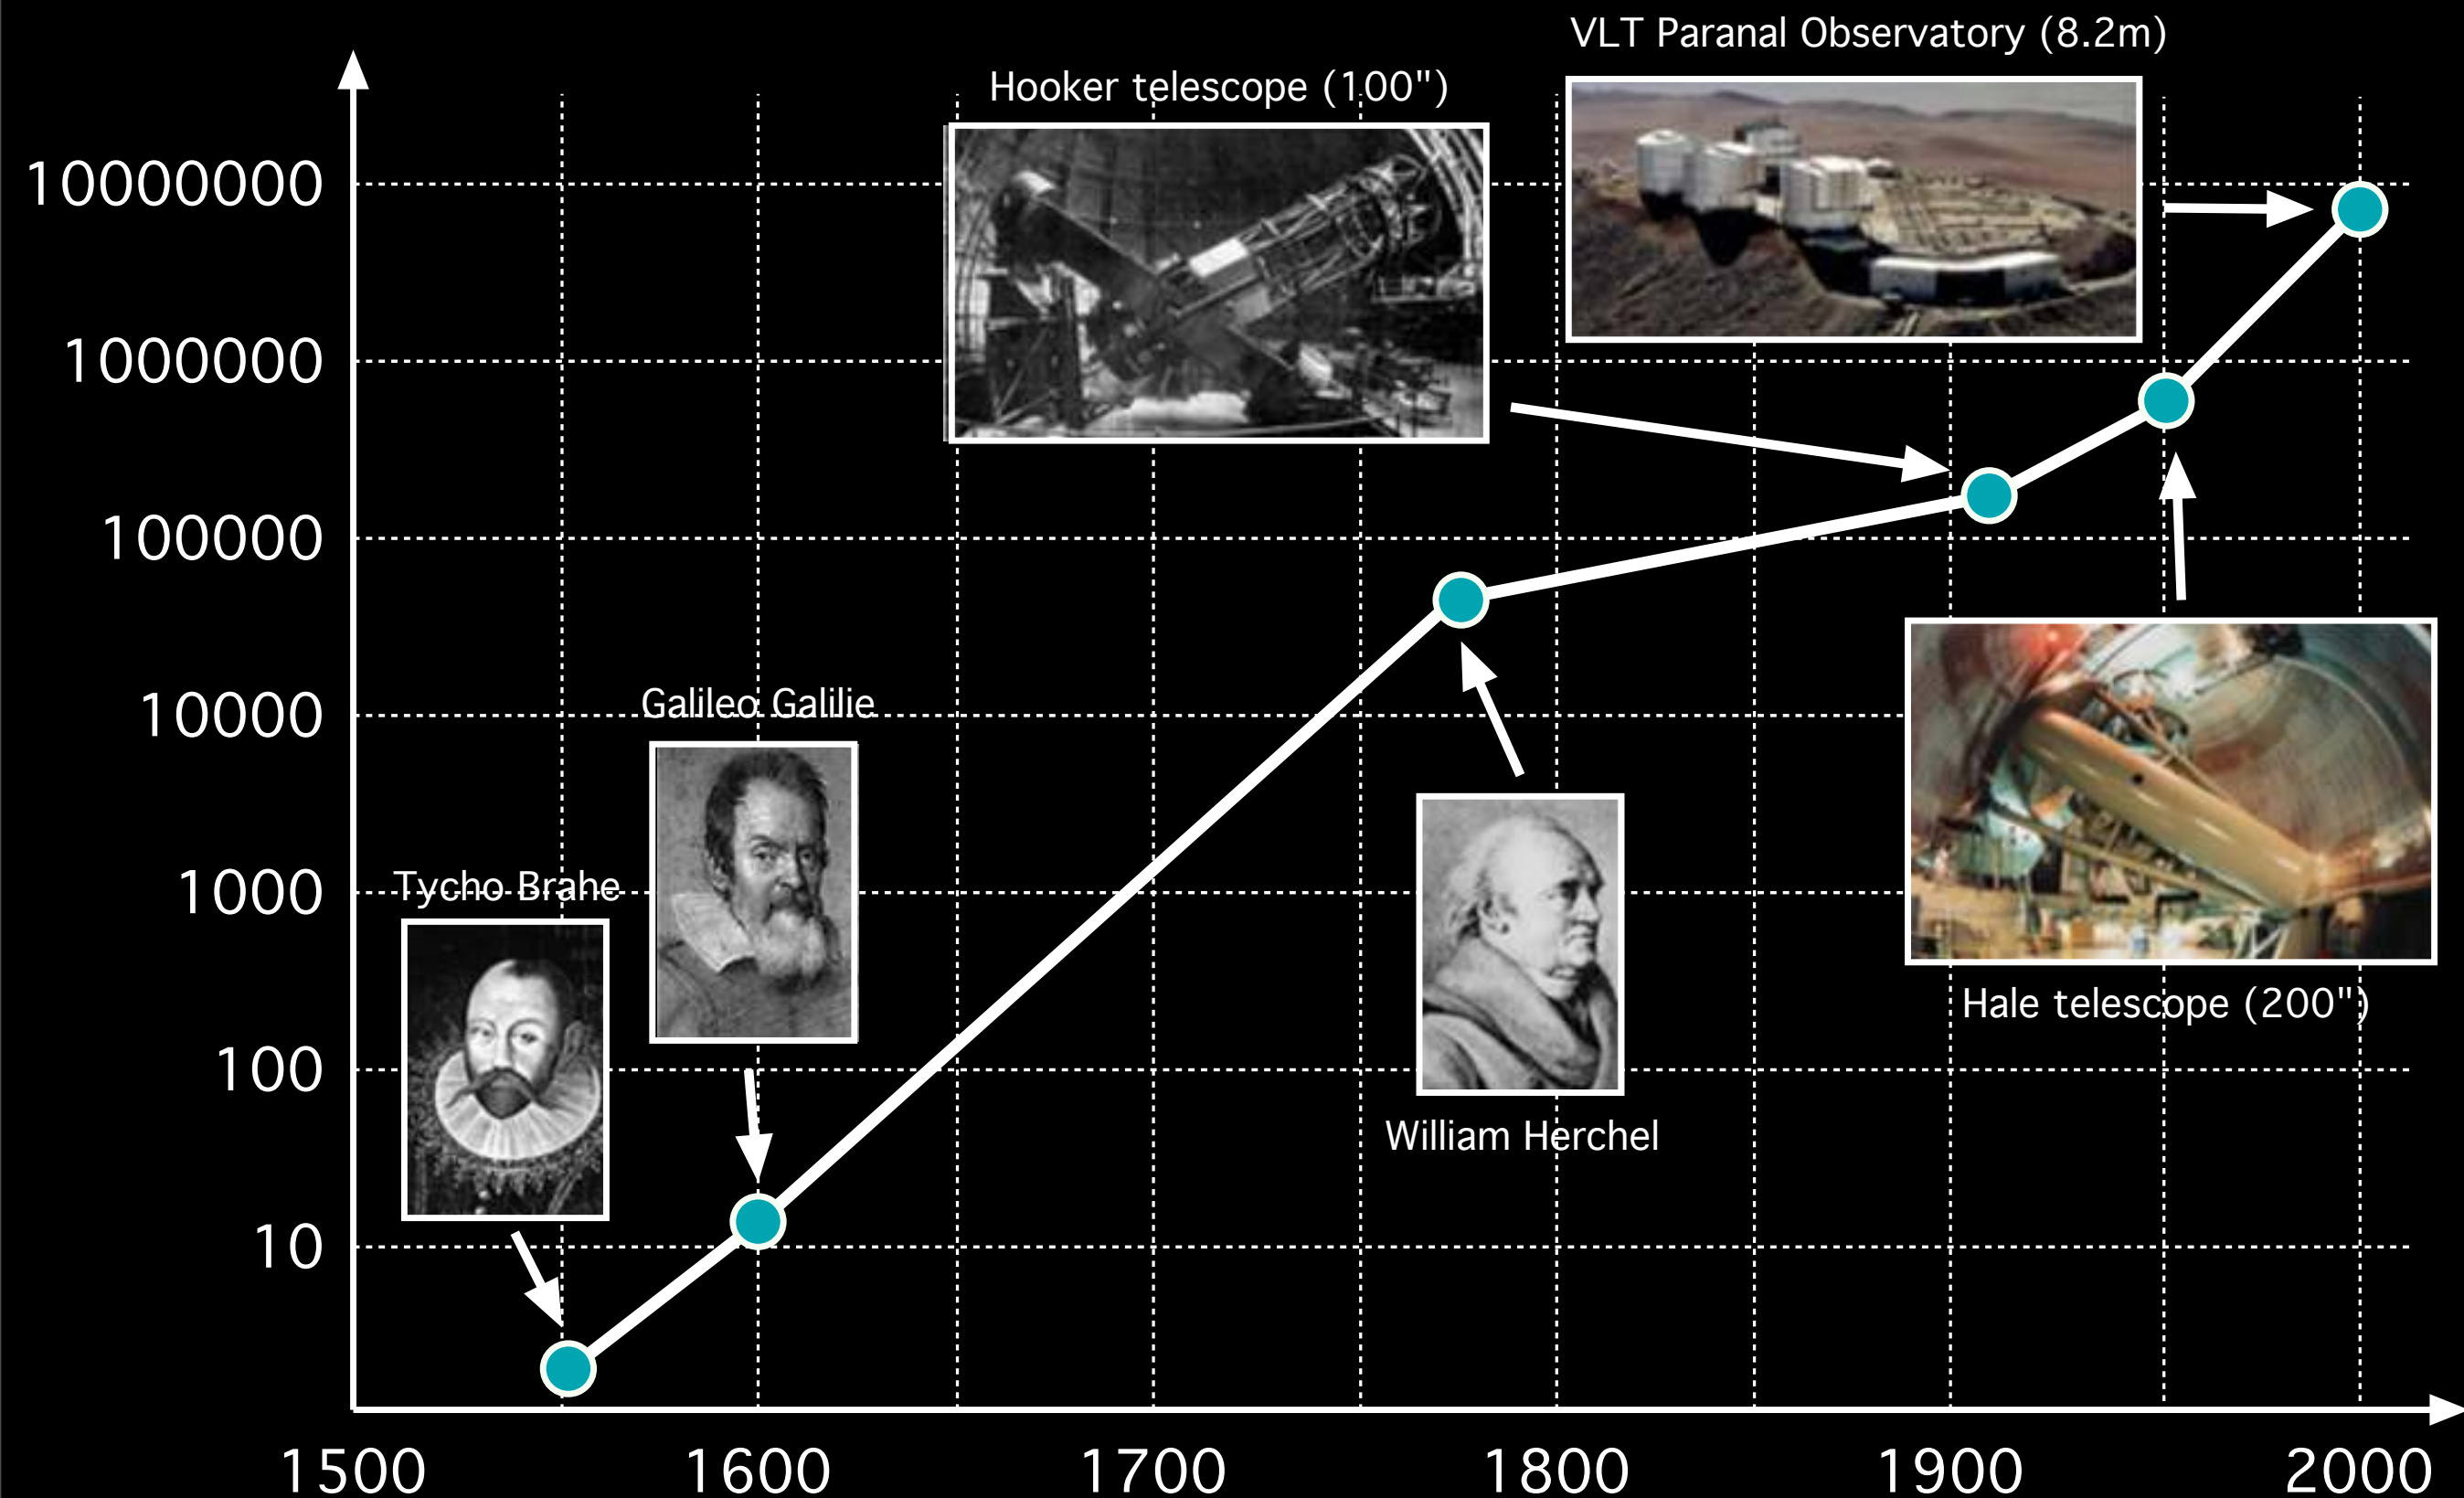 VLT Paranal Observatory (8.2m)
Hooker telescope (100")
10000000
1000000
100000
10000
Galileo Galilie
1000
Tycho Brahe
Hale telescope (200")
100
William Herchel
10
1500
1600
1700
1800
1900
2000